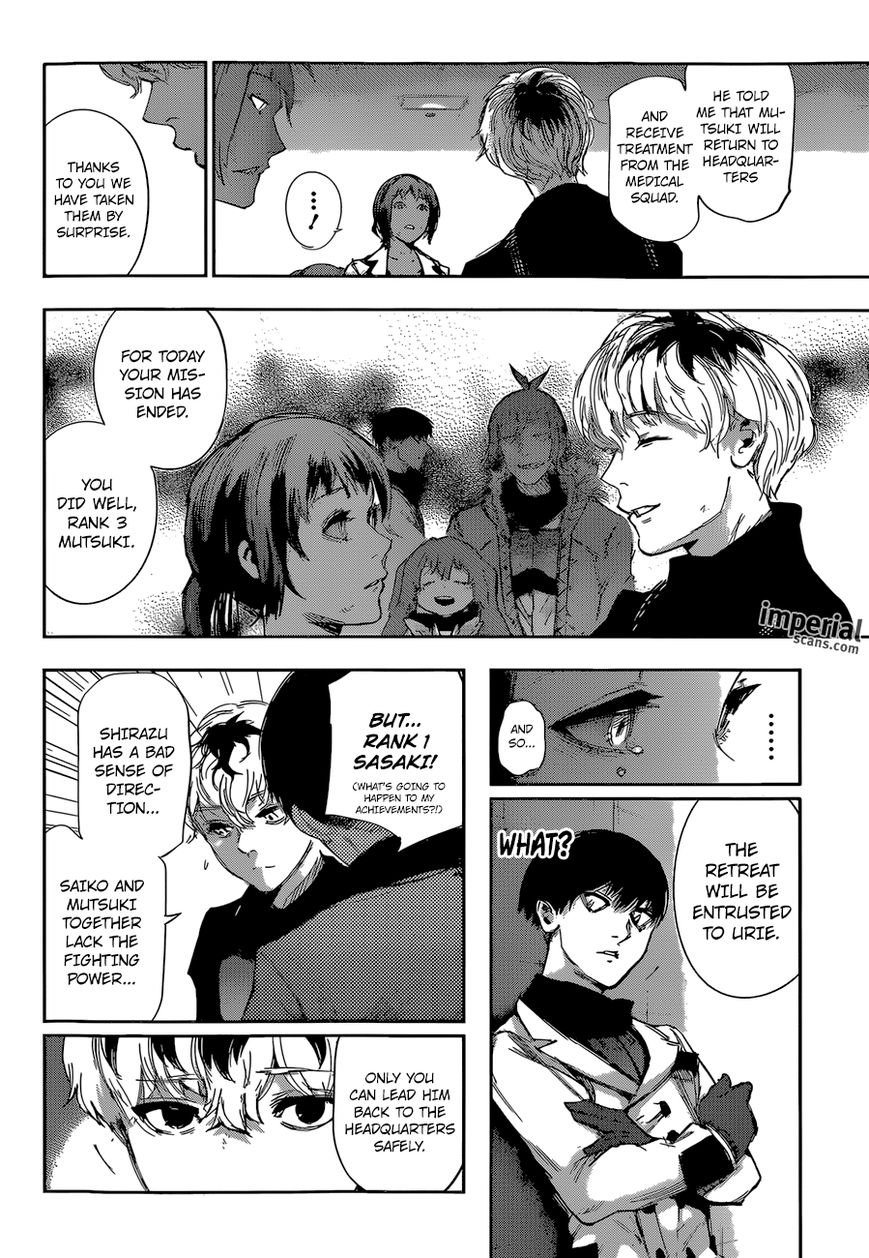 HE TOLD
ME THAT MU-
TSUKI WILL
RETURN TO
HEADQUAR-
TERS
AND
RECEIVE
TREATMENT
FROM THE
MEDICAL
SQUAD.
...!
THANKS
TO YOU WE
HAVE TAKEN
THEM BY
SURPRISE.
FOR TODAY
YOUR MIS-
SION HAS
ENDED.
YOU
DID WELL,
RANK 3
MUTSUKI.
imperial
scans.com
.....
AND
SO...
THE
RETREAT
WILL BE
ENTRUSTED
TO URIE.
WHAT?
BUT...
RANK 1
SASAKI!
(WHAT'S GOING TO
HAPPEN TO MY
ACHIEVEMENTS?!)
SHIRAZU
HAS A BAD
SENSE OF
DIREC-
TION...
SAIKO AND
MUTSUKI
TOGETHER
LACK THE
FIGHTING
POWER...
ONLY YOU
CAN LEAD HIM
BACK TO THE
HEADQUARTERS
SAFELY.